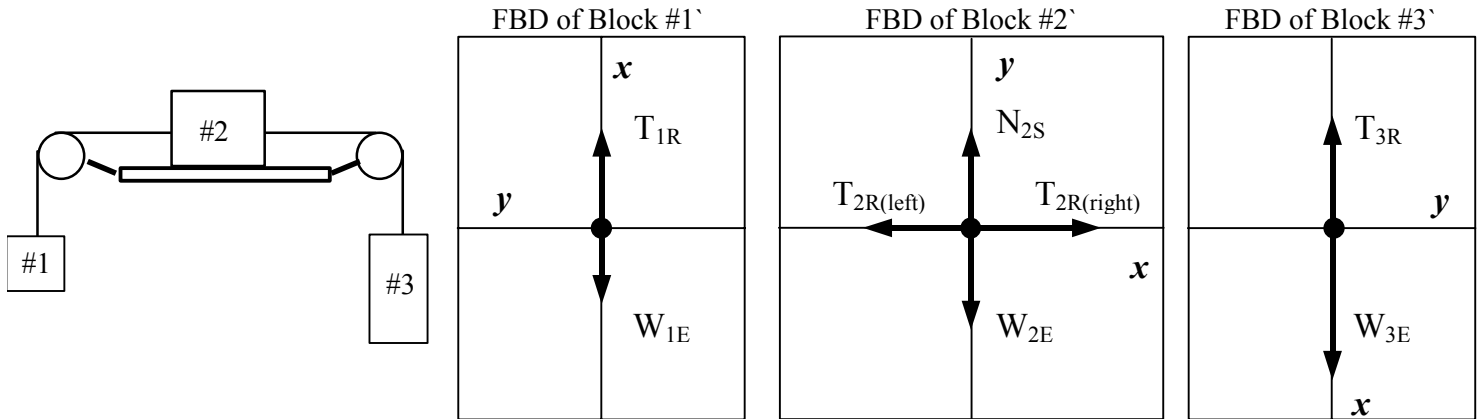 FBD of Block #1`
FBD of Block #2`
FBD of Block #3`
#2
#1
#3
x
T1R
y
W1E
y
N2S
T2R(left)
T2R(right)
x
W2E
T3R
y
W3E
x